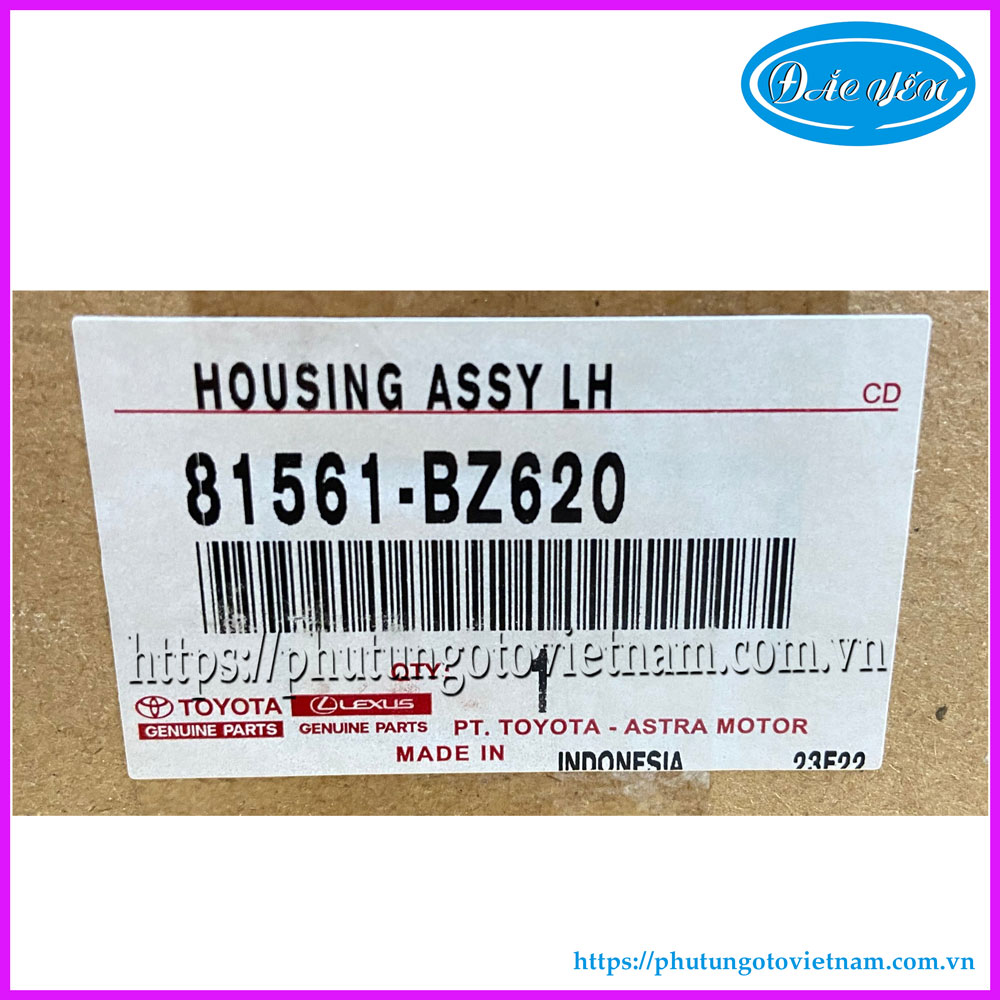 ĐẮC YẾN
HOUSING ASSY LH
CD
81561-BZ620
https://phutungotovietnam.com.vn
QTY 1
TOYOTA LEXUS
GENUINE PARTS GENUINE PARTS PT. TOYOTA - ASTRA MOTOR
MADE IN INDONESIA 23F22
https://phutungotovietnam.com.vn